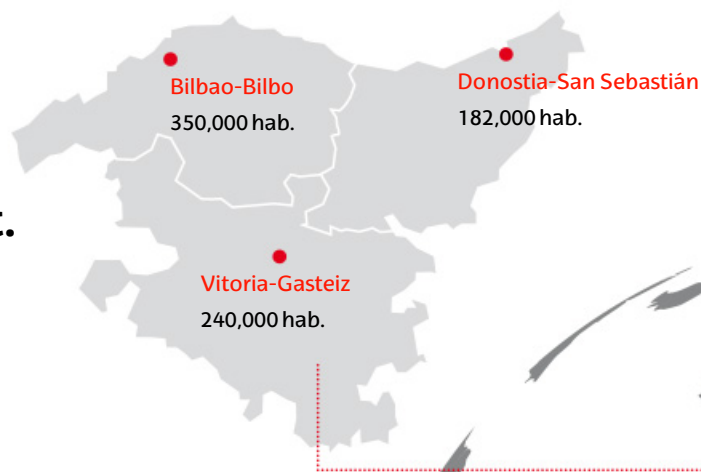 Bilbao-Bilbo
350,000 hab.
Donostia-San Sebastián
182,000 hab.
Vitoria-Gasteiz
240,000 hab.